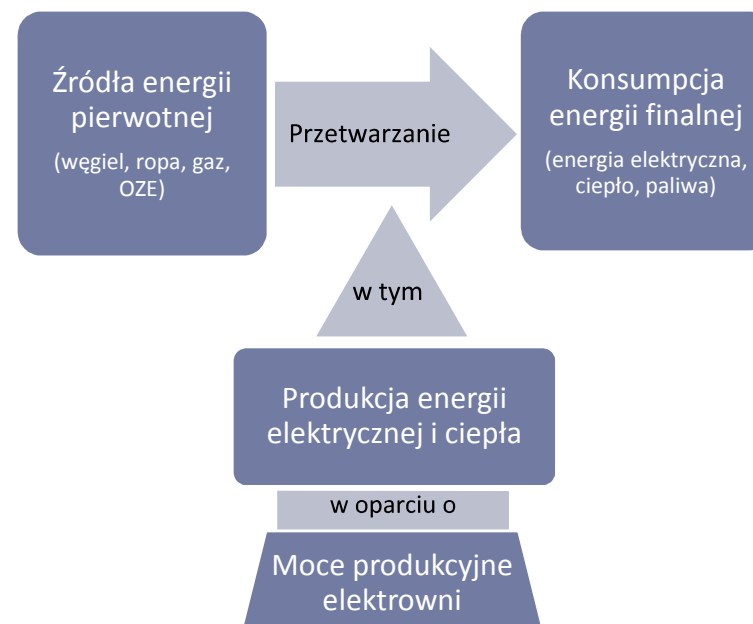 Źródła energii
pierwotnej
(węgiel, ropa, gaz,
OZE)
Przetwarzanie
Konsumpcja
energii finalnej
(energia elektryczna,
ciepło, paliwa)
w tym
Produkcja energii
elektrycznej i ciepła
w oparciu o
Moce produkcyjne
elektrowni